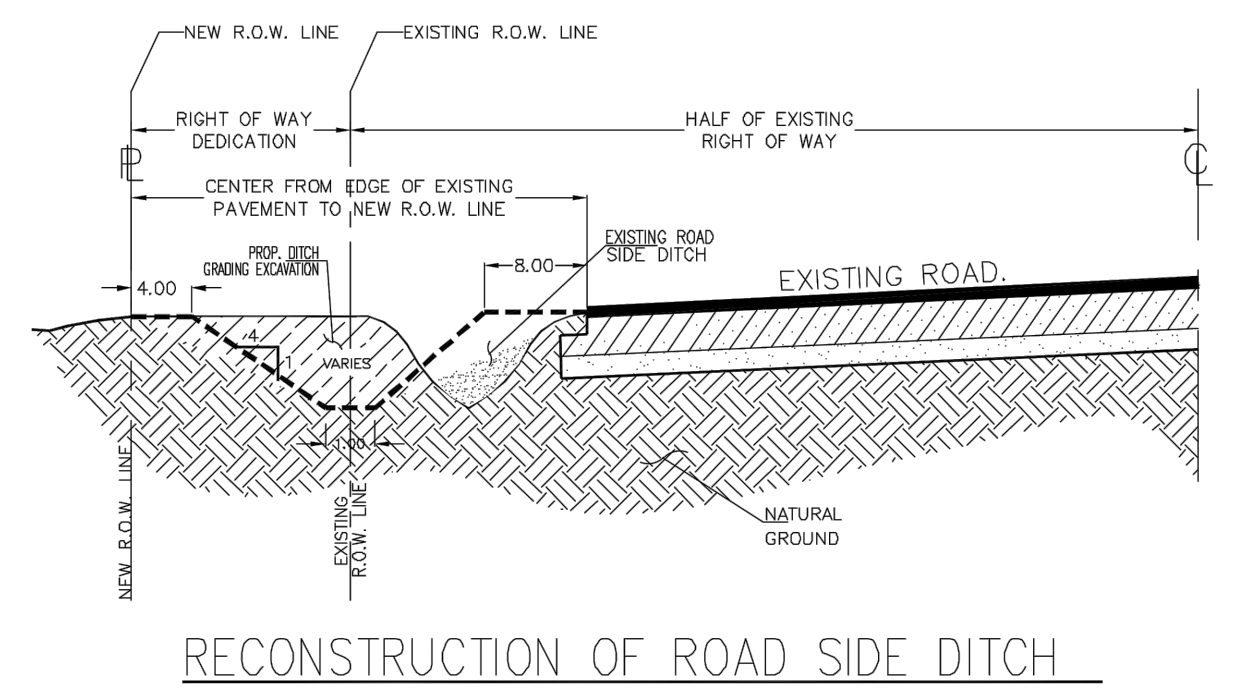 NEW R.O.W. LINE
EXISTING R.O.W. LINE
RIGHT OF WAY
DEDICATION
HALF OF EXISTING
RIGHT OF WAY
PL
CL
CENTER FROM EDGE OF EXISTING
PAVEMENT TO NEW R.O.W. LINE
PROP. DITCH
GRADING EXCAVATION
EXISTING ROAD
SIDE DITCH
8.00
4.00
EXISTING ROAD.
4
1
VARIES
1.00
NEW R.O.W. LINE
EXISTING
R.O.W. LINE
NATURAL
GROUND
RECONSTRUCTION OF ROAD SIDE DITCH